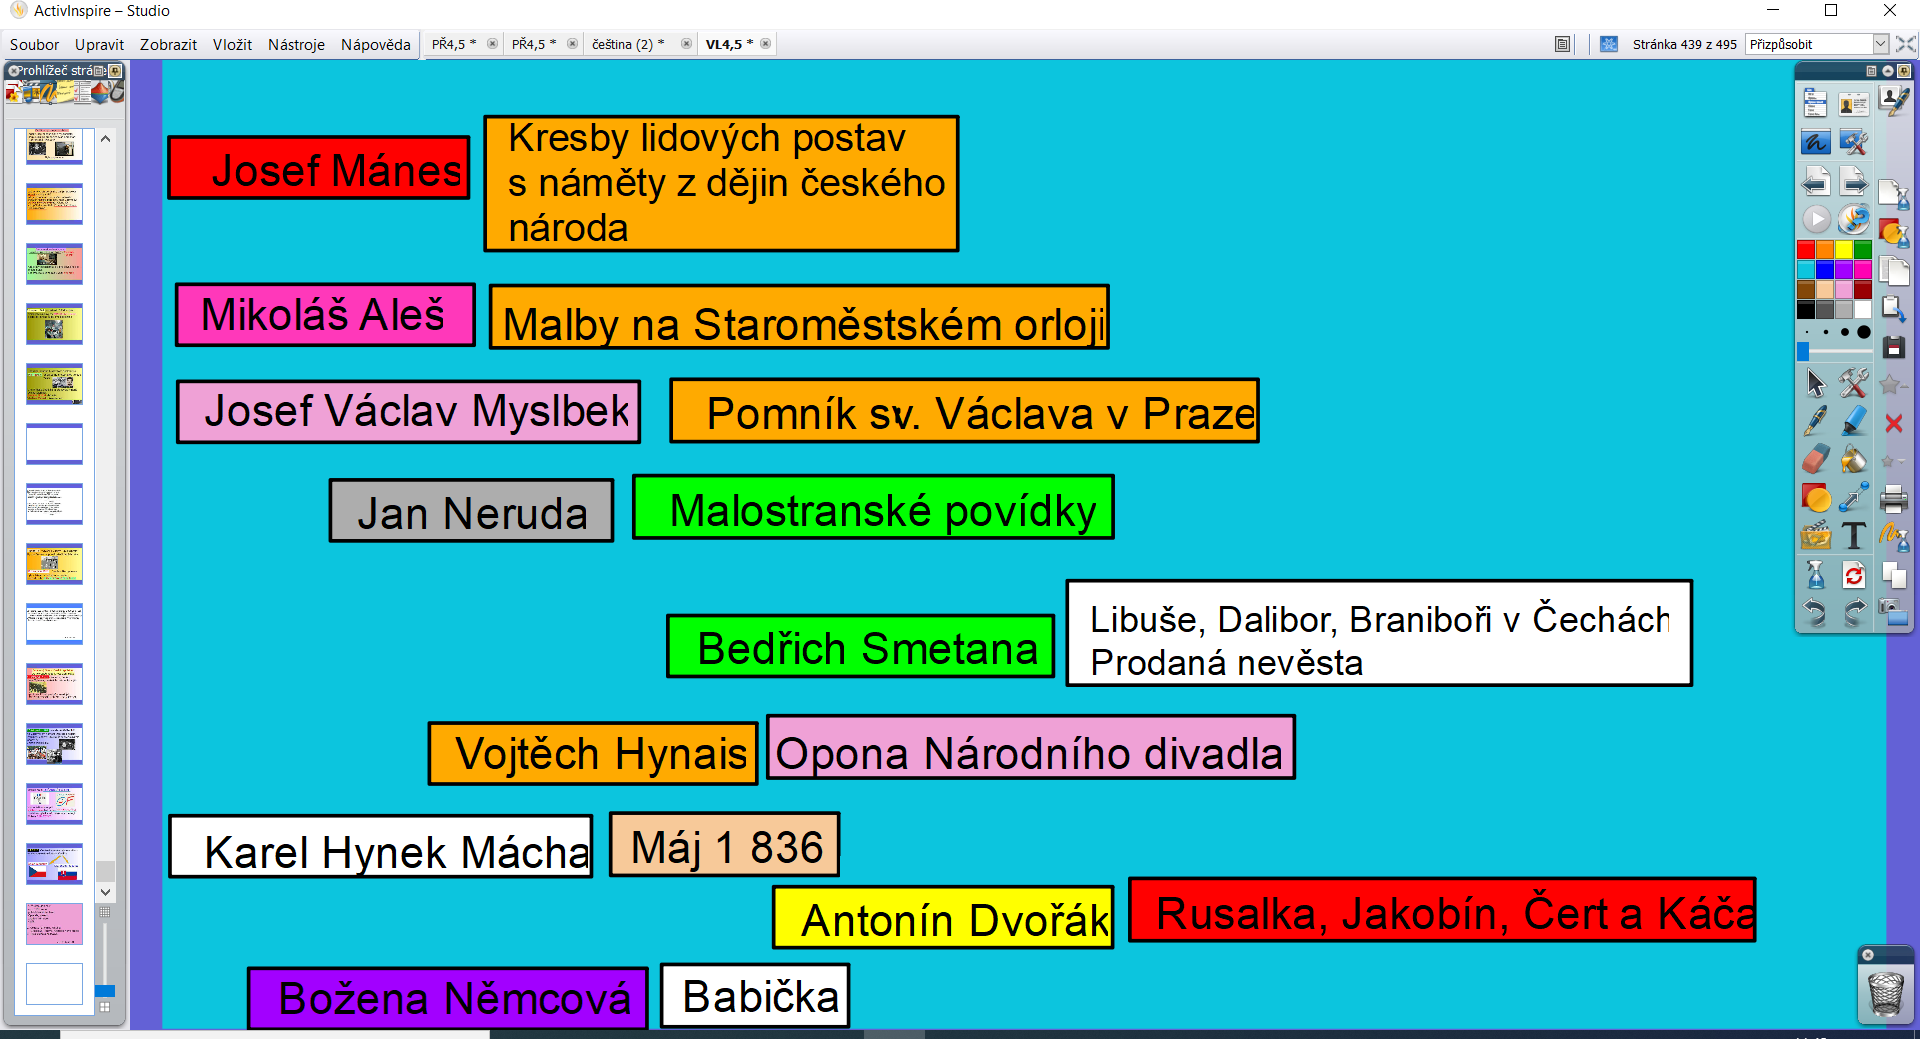 ActivInspire – Studio
Soubor Upravit Zobrazit Vložit Nástroje Nápověda
PŘ4,5 * PŘ4,5 * čeština (2) * VL4,5 *
Stránka 439 z 495 Přizpůsobit
Prohlížeč strá
Josef Mánes
Kresby lidových postav
s náměty z dějin českého
národa
Mikoláš Aleš
Malby na Staroměstském orloji
Josef Václav Myslbek
Pomník sv. Václava v Praze
Jan Neruda
Malostranské povídky
Bedřich Smetana
Libuše, Dalibor, Braniboři v Čechách
Prodaná nevěsta
Vojtěch Hynais
Opona Národního divadla
Karel Hynek Mácha
Máj 1 836
Antonín Dvořák
Rusalka, Jakobín, Čert a Káča
Božena Němcová
Babička